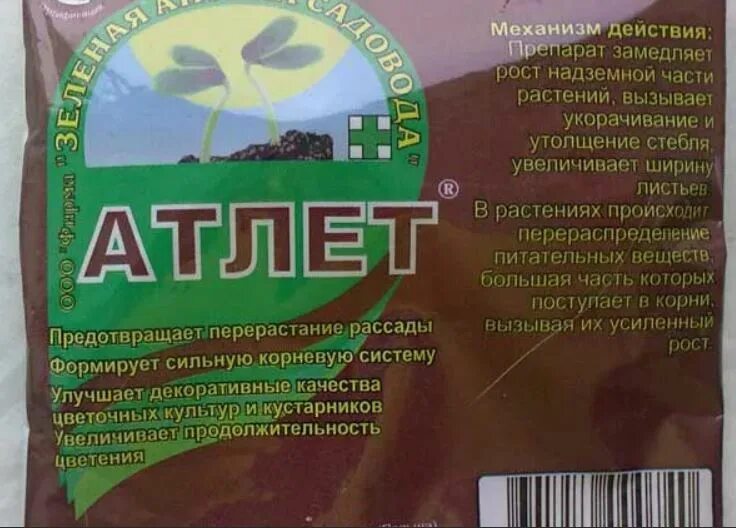 ООО "Фирма "ЗЕЛЕНАЯ АПТЕКА САДОВОДА"
АТЛЕТ®
Предотвращает перерастание рассады
Формирует сильную корневую систему
Улучшает декоративные качества
цветочных культур и кустарников
Увеличивает продолжительность
цветения
Механизм действия:
Препарат замедляет
рост надземной части
растений, вызывает
укорачивание и
утолщение стебля,
увеличивает ширину
листьев.
В растениях происходит
перераспределение
питательных веществ,
большая часть которых
поступает в корни,
вызывая их усиленный
рост.